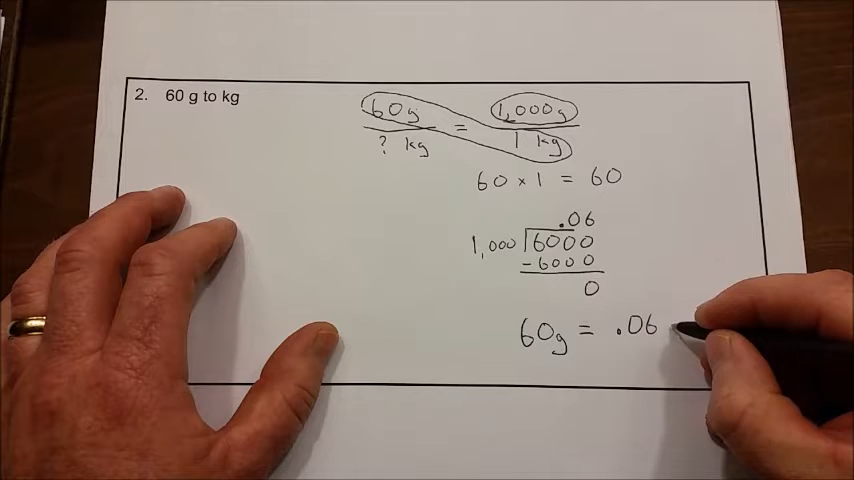 2. 60 g to kg
60g = 1,000g
? kg 1 kg
60 × 1 = 60
.06
1,000 6000
-6000
0
60g = .06